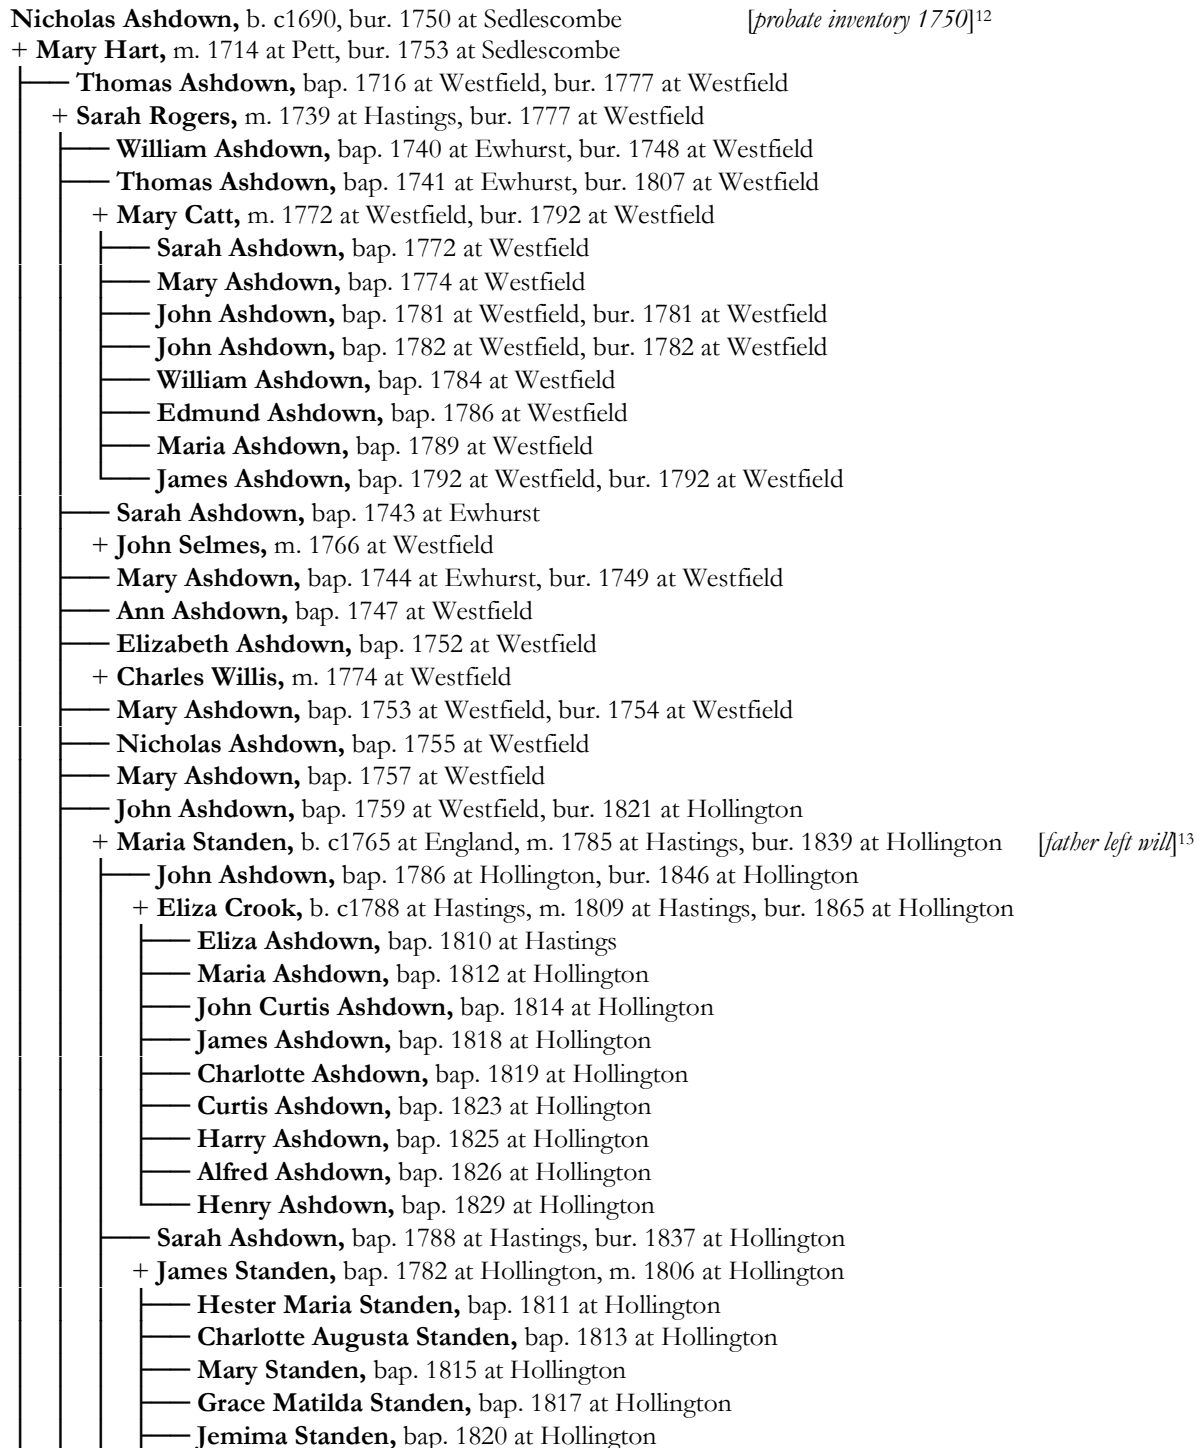 Nicholas Ashdown, b. c1690, bur. 1750 at Sedlescombe [probate inventory 1750]12
+ Mary Hart, m. 1714 at Pett, bur. 1753 at Sedlescombe
Thomas Ashdown, bap. 1716 at Westfield, bur. 1777 at Westfield
+ Sarah Rogers, m. 1739 at Hastings, bur. 1777 at Westfield
William Ashdown, bap. 1740 at Ewhurst, bur. 1748 at Westfield
Thomas Ashdown, bap. 1741 at Ewhurst, bur. 1807 at Westfield
+ Mary Catt, m. 1772 at Westfield, bur. 1792 at Westfield
Sarah Ashdown, bap. 1772 at Westfield
Mary Ashdown, bap. 1774 at Westfield
John Ashdown, bap. 1781 at Westfield, bur. 1781 at Westfield
John Ashdown, bap. 1782 at Westfield, bur. 1782 at Westfield
William Ashdown, bap. 1784 at Westfield
Edmund Ashdown, bap. 1786 at Westfield
Maria Ashdown, bap. 1789 at Westfield
James Ashdown, bap. 1792 at Westfield, bur. 1792 at Westfield
Sarah Ashdown, bap. 1743 at Ewhurst
+ John Selmes, m. 1766 at Westfield
Mary Ashdown, bap. 1744 at Ewhurst, bur. 1749 at Westfield
Ann Ashdown, bap. 1747 at Westfield
Elizabeth Ashdown, bap. 1752 at Westfield
+ Charles Willis, m. 1774 at Westfield
Mary Ashdown, bap. 1753 at Westfield, bur. 1754 at Westfield
Nicholas Ashdown, bap. 1755 at Westfield
Mary Ashdown, bap. 1757 at Westfield
John Ashdown, bap. 1759 at Westfield, bur. 1821 at Hollington
+ Maria Standen, b. c1765 at England, m. 1785 at Hastings, bur. 1839 at Hollington [father left will]13
John Ashdown, bap. 1786 at Hollington, bur. 1846 at Hollington
+ Eliza Crook, b. c1788 at Hastings, m. 1809 at Hastings, bur. 1865 at Hollington
Eliza Ashdown, bap. 1810 at Hastings
Maria Ashdown, bap. 1812 at Hollington
John Curtis Ashdown, bap. 1814 at Hollington
James Ashdown, bap. 1818 at Hollington
Charlotte Ashdown, bap. 1819 at Hollington
Curtis Ashdown, bap. 1823 at Hollington
Harry Ashdown, bap. 1825 at Hollington
Alfred Ashdown, bap. 1826 at Hollington
Henry Ashdown, bap. 1829 at Hollington
Sarah Ashdown, bap. 1788 at Hastings, bur. 1837 at Hollington
+ James Standen, bap. 1782 at Hollington, m. 1806 at Hollington
Hester Maria Standen, bap. 1811 at Hollington
Charlotte Augusta Standen, bap. 1813 at Hollington
Mary Standen, bap. 1815 at Hollington
Grace Matilda Standen, bap. 1817 at Hollington
Jemima Standen, bap. 1820 at Hollington